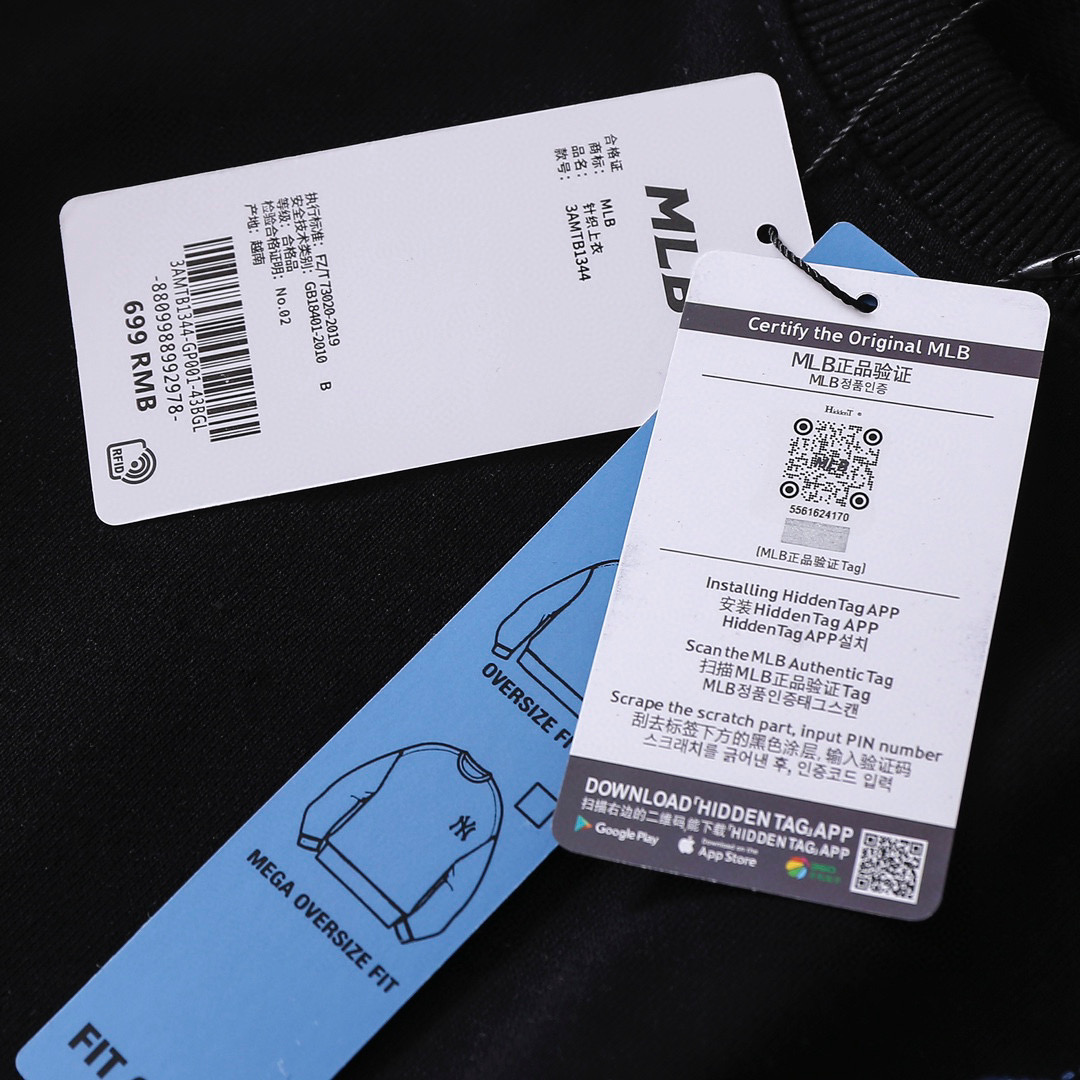 MLB
合格证
商标: MLB
品名: 针织上衣
款号: 3AMTB1344
执行标准: FZ/T 73020-2019
安全技术类别: GB18401-2010 B
等级: 合格品
检验合格证明: No.02
产地: 越南
3AMTB1344-GP001-43BGL
-8809988992978-
699 RMB
RFID
Certify the Original MLB
MLB正品验证
MLB정품인증
HiddenT
MLB
5561624170
[MLB正品验证Tag]
Installing HiddenTag APP
安装HiddenTag APP
HiddenTag APP설치
Scan the MLB Authentic Tag
扫描MLB正品验证Tag
MLB정품인증태그스캔
Scrape the scratch part, input PIN number
刮去标签下方的黑色涂层, 输入验证码
스크래치를 긁어낸 후, 인증코드 입력
DOWNLOAD「HIDDEN TAG」APP
扫描右边的二维码,能下载「HIDDEN TAG」APP
Google Play
Download on the
App Store
360
OVERSIZE FI
NY
MEGA OVERSIZE FIT
FIT